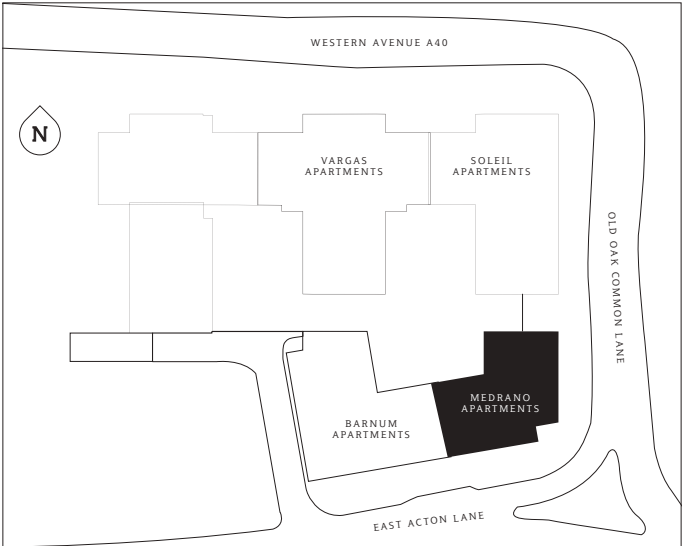 WESTERN AVENUE A40
N
VARGAS
APARTMENTS
SOLEIL
APARTMENTS
OLD OAK COMMON LANE
MEDRANO
APARTMENTS
BARNUM
APARTMENTS
EAST ACTON LANE